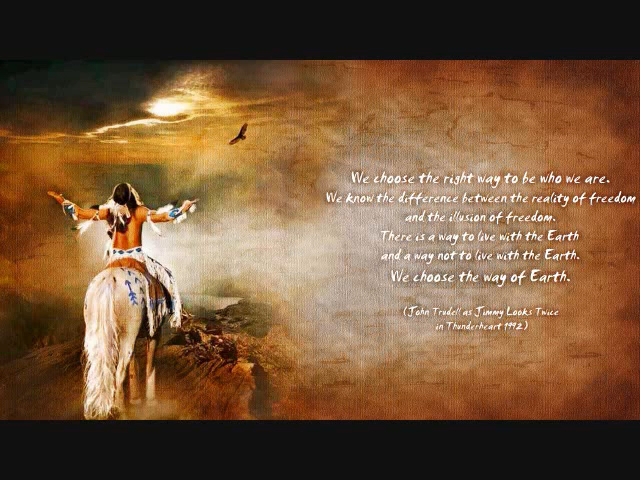 We choose the right way to be who we are.
We know the difference between the reality of freedom
and the illusion of freedom.
There is a way to live with the Earth
and a way not to live with the Earth.
We choose the way of Earth.
(John Trudell as Jimmy Looks Twice
in Thunderheart 1992)